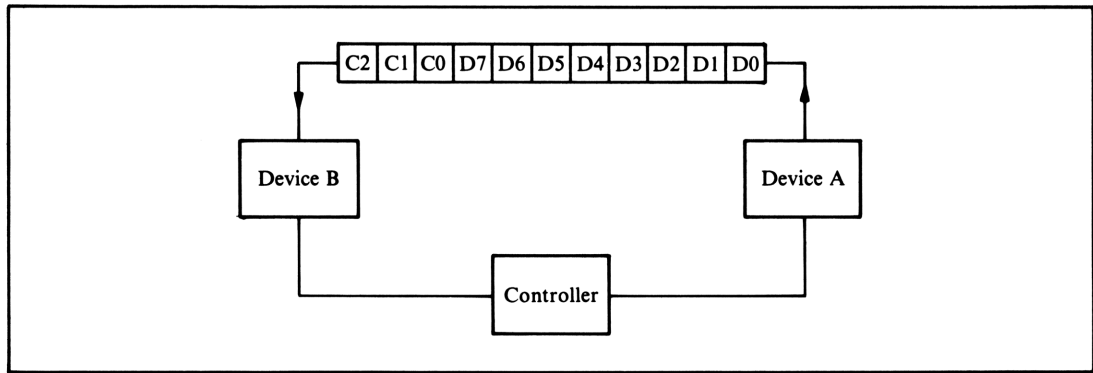 C2 C1 C0 D7 D6 D5 D4 D3 D2 D1 D0
Device B
Device A
Controller